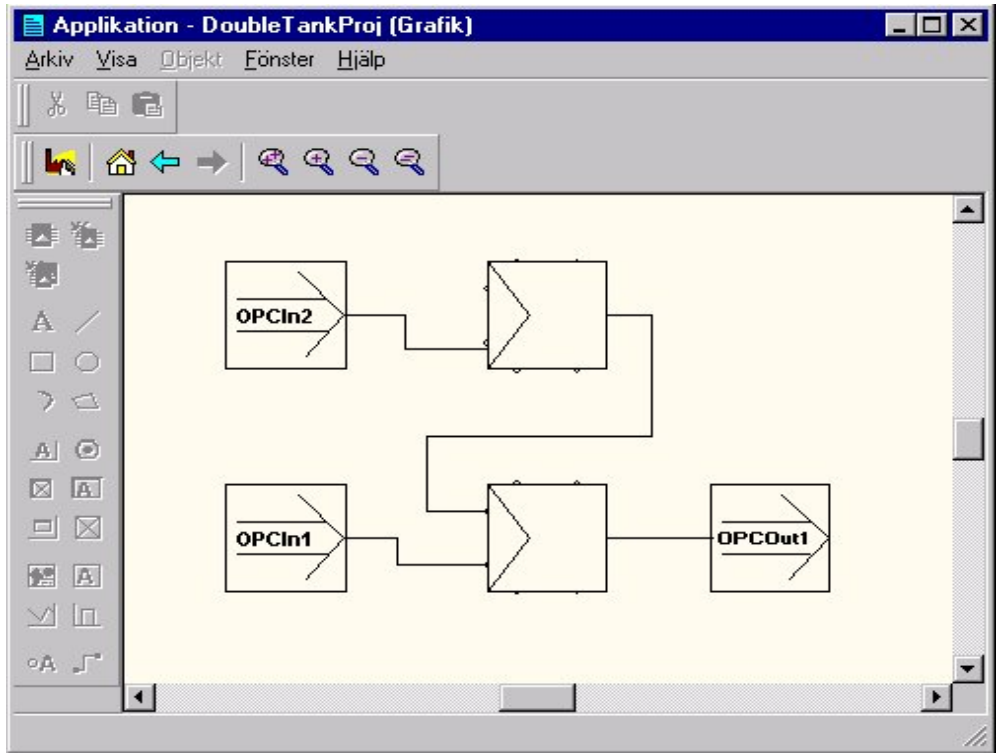 Applikation - DoubleTankProj (Grafik)
Arkiv Visa Objekt Fönster Hjälp
OPCIn2
OPCIn1
OPCOut1